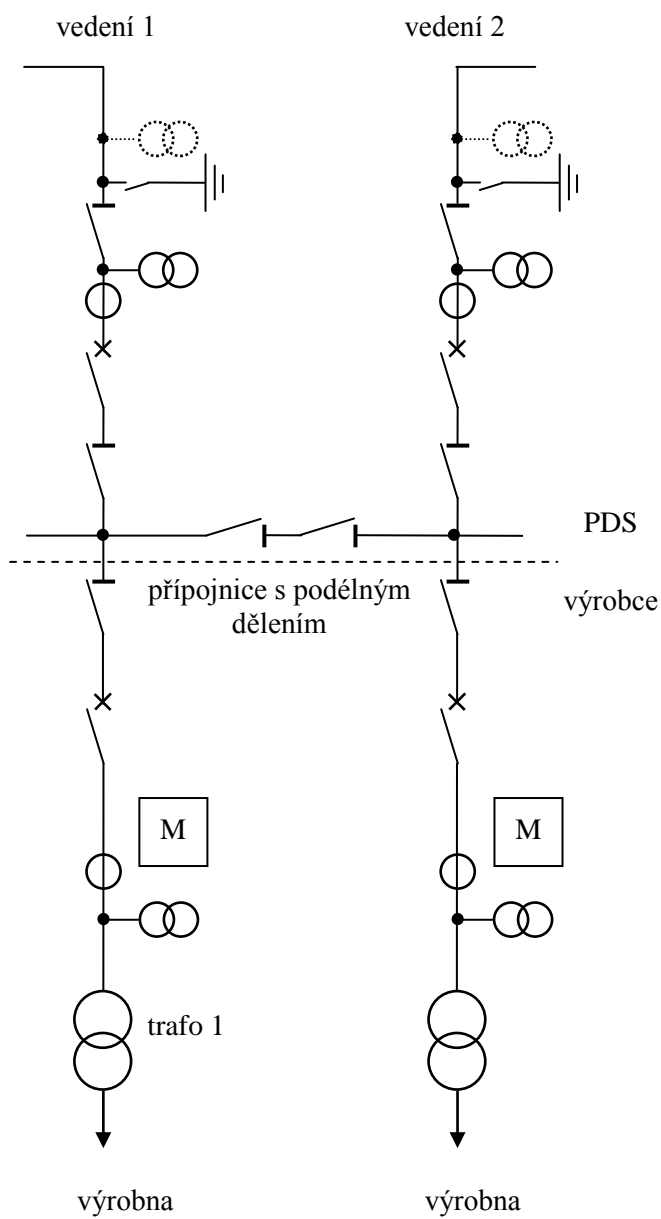 vedení 1
vedení 2
PDS
přípojnice s podélným
dělením
výrobce
M
M
trafo 1
výrobna
výrobna